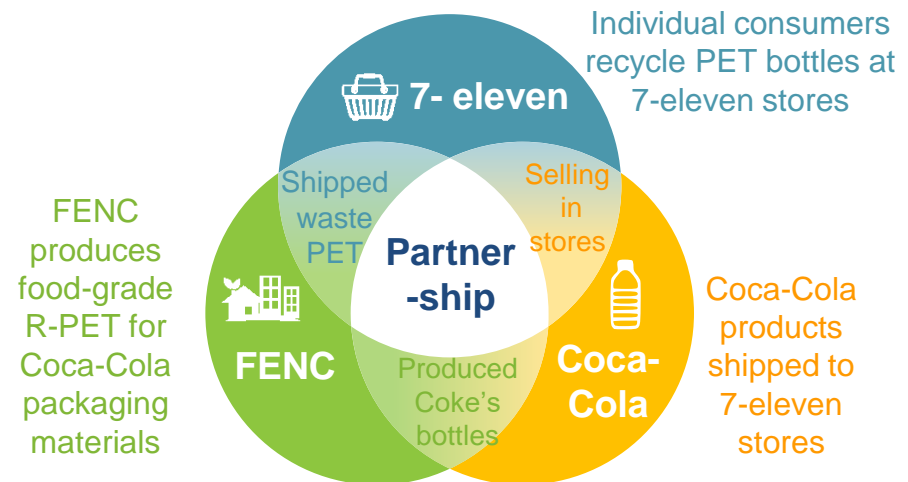 Individual consumers
recycle PET bottles at
7-eleven stores
7- eleven
Shipped
waste
PET
Selling
in
stores
Partner
-ship
FENC
produces
food-grade
R-PET for
Coca-Cola
packaging
materials
FENC
Produced
Coke's
bottles
Coca-
Cola
Coca-Cola
products
shipped to
7-eleven
stores